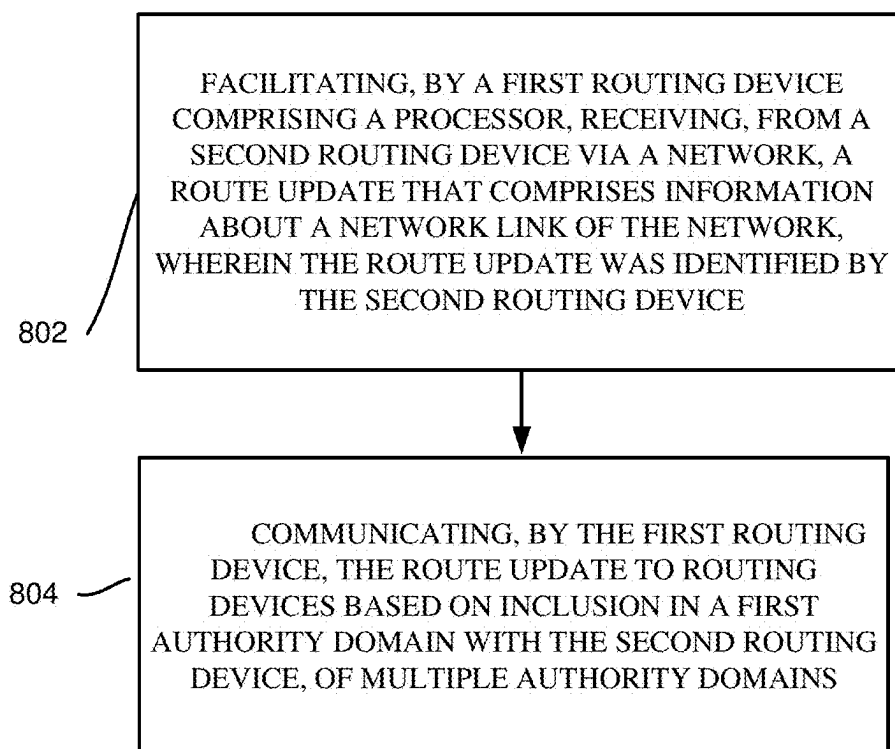 FACILITATING, BY A FIRST ROUTING DEVICE
COMPRISING A PROCESSOR, RECEIVING, FROM A
SECOND ROUTING DEVICE VIA A NETWORK, A
ROUTE UPDATE THAT COMPRISES INFORMATION
ABOUT A NETWORK LINK OF THE NETWORK,
WHEREIN THE ROUTE UPDATE WAS IDENTIFIED BY
THE SECOND ROUTING DEVICE
802
COMMUNICATING, BY THE FIRST ROUTING
DEVICE, THE ROUTE UPDATE TO ROUTING
DEVICES BASED ON INCLUSION IN A FIRST
AUTHORITY DOMAIN WITH THE SECOND ROUTING
DEVICE, OF MULTIPLE AUTHORITY DOMAINS
804